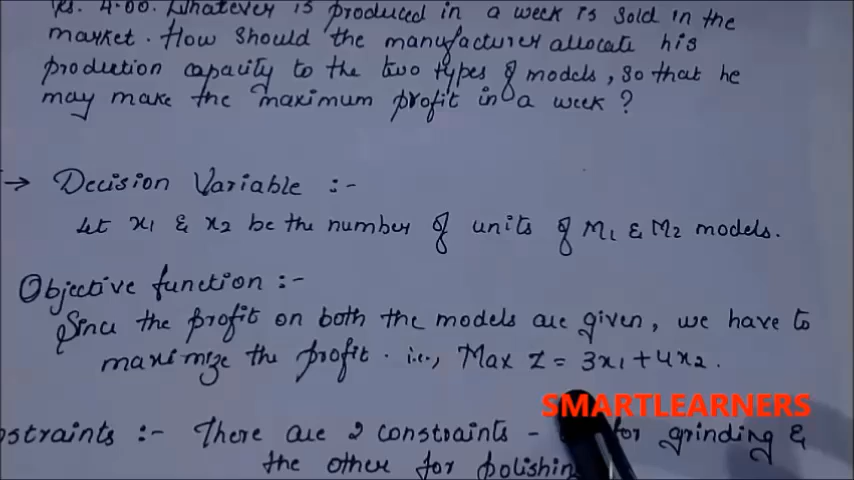 Rs. 4.00. Whatever is produced in a week is sold in the
market. How should the manufacturer allocate his
production capacity to the two types of models, so that he
may make the maximum profit in a week ?
→ Decision Variable :-
Let x1 & x2 be the number of units of M1 & M2 models.
Objective function :-
Since the profit on both the models are given, we have to
maximize the profit. i.e., Max Z = 3x1 + 4x2.
SMARTLEARNERS
nstraints :- There are 2 constraints - for grinding &
the other for polishin